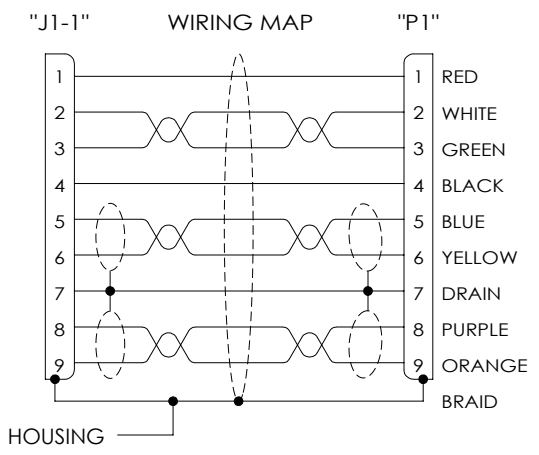 "J1-1" WIRING MAP "P1"
1 1 RED
2 2 WHITE
3 3 GREEN
4 4 BLACK
5 5 BLUE
6 6 YELLOW
7 7 DRAIN
8 8 PURPLE
9 9 ORANGE
BRAID
HOUSING